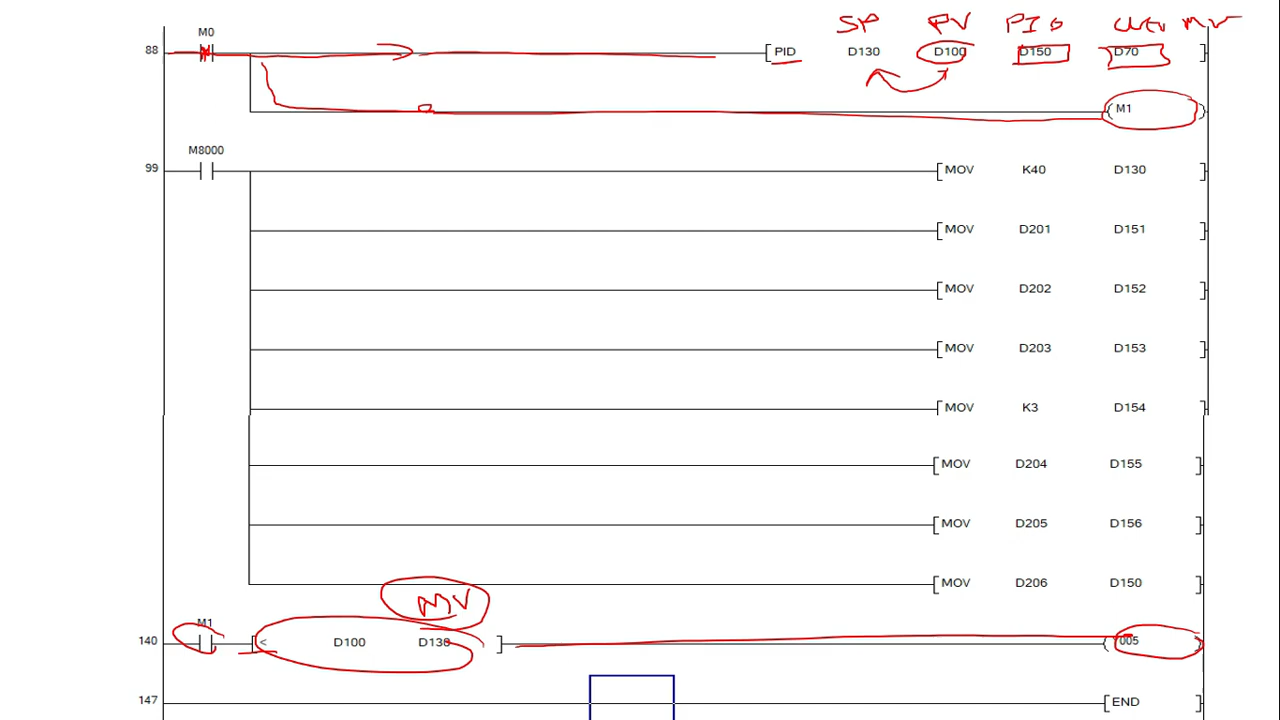 SP PV PID MV
M0
88 PID D130 D100 D150 D70
M1
M8000
99 MOV K40 D130
MOV D201 D151
MOV D202 D152
MOV D203 D153
MOV K3 D154
MOV D204 D155
MOV D205 D156
MOV D206 D150
MV
M1
140 < D100 D130 005
147 END